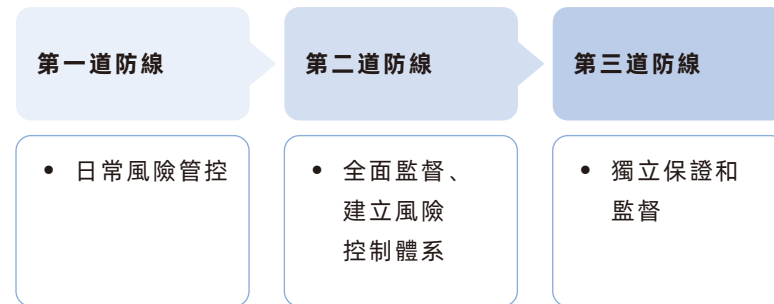 第一道防線
第二道防線
第三道防線
• 日常風險管控
• 全面監督、
建立風險
控制體系
• 獨立保證和
監督